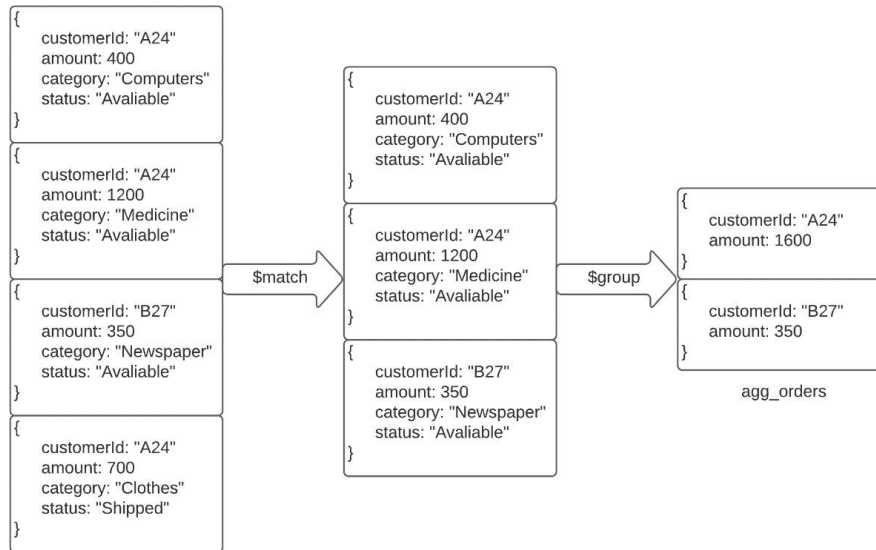 {
customerId: "A24"
amount: 400
category: "Computers"
status: "Avaliable"
}
{
customerId: "A24"
amount: 1200
category: "Medicine"
status: "Avaliable"
}
{
customerId: "B27"
amount: 350
category: "Newspaper"
status: "Avaliable"
}
{
customerId: "A24"
amount: 700
category: "Clothes"
status: "Shipped"
}
$match
{
customerId: "A24"
amount: 400
category: "Computers"
status: "Avaliable"
}
{
customerId: "A24"
amount: 1200
category: "Medicine"
status: "Avaliable"
}
{
customerId: "B27"
amount: 350
category: "Newspaper"
status: "Avaliable"
}
$group
{
customerId: "A24"
amount: 1600
}
{
customerId: "B27"
amount: 350
}
agg_orders